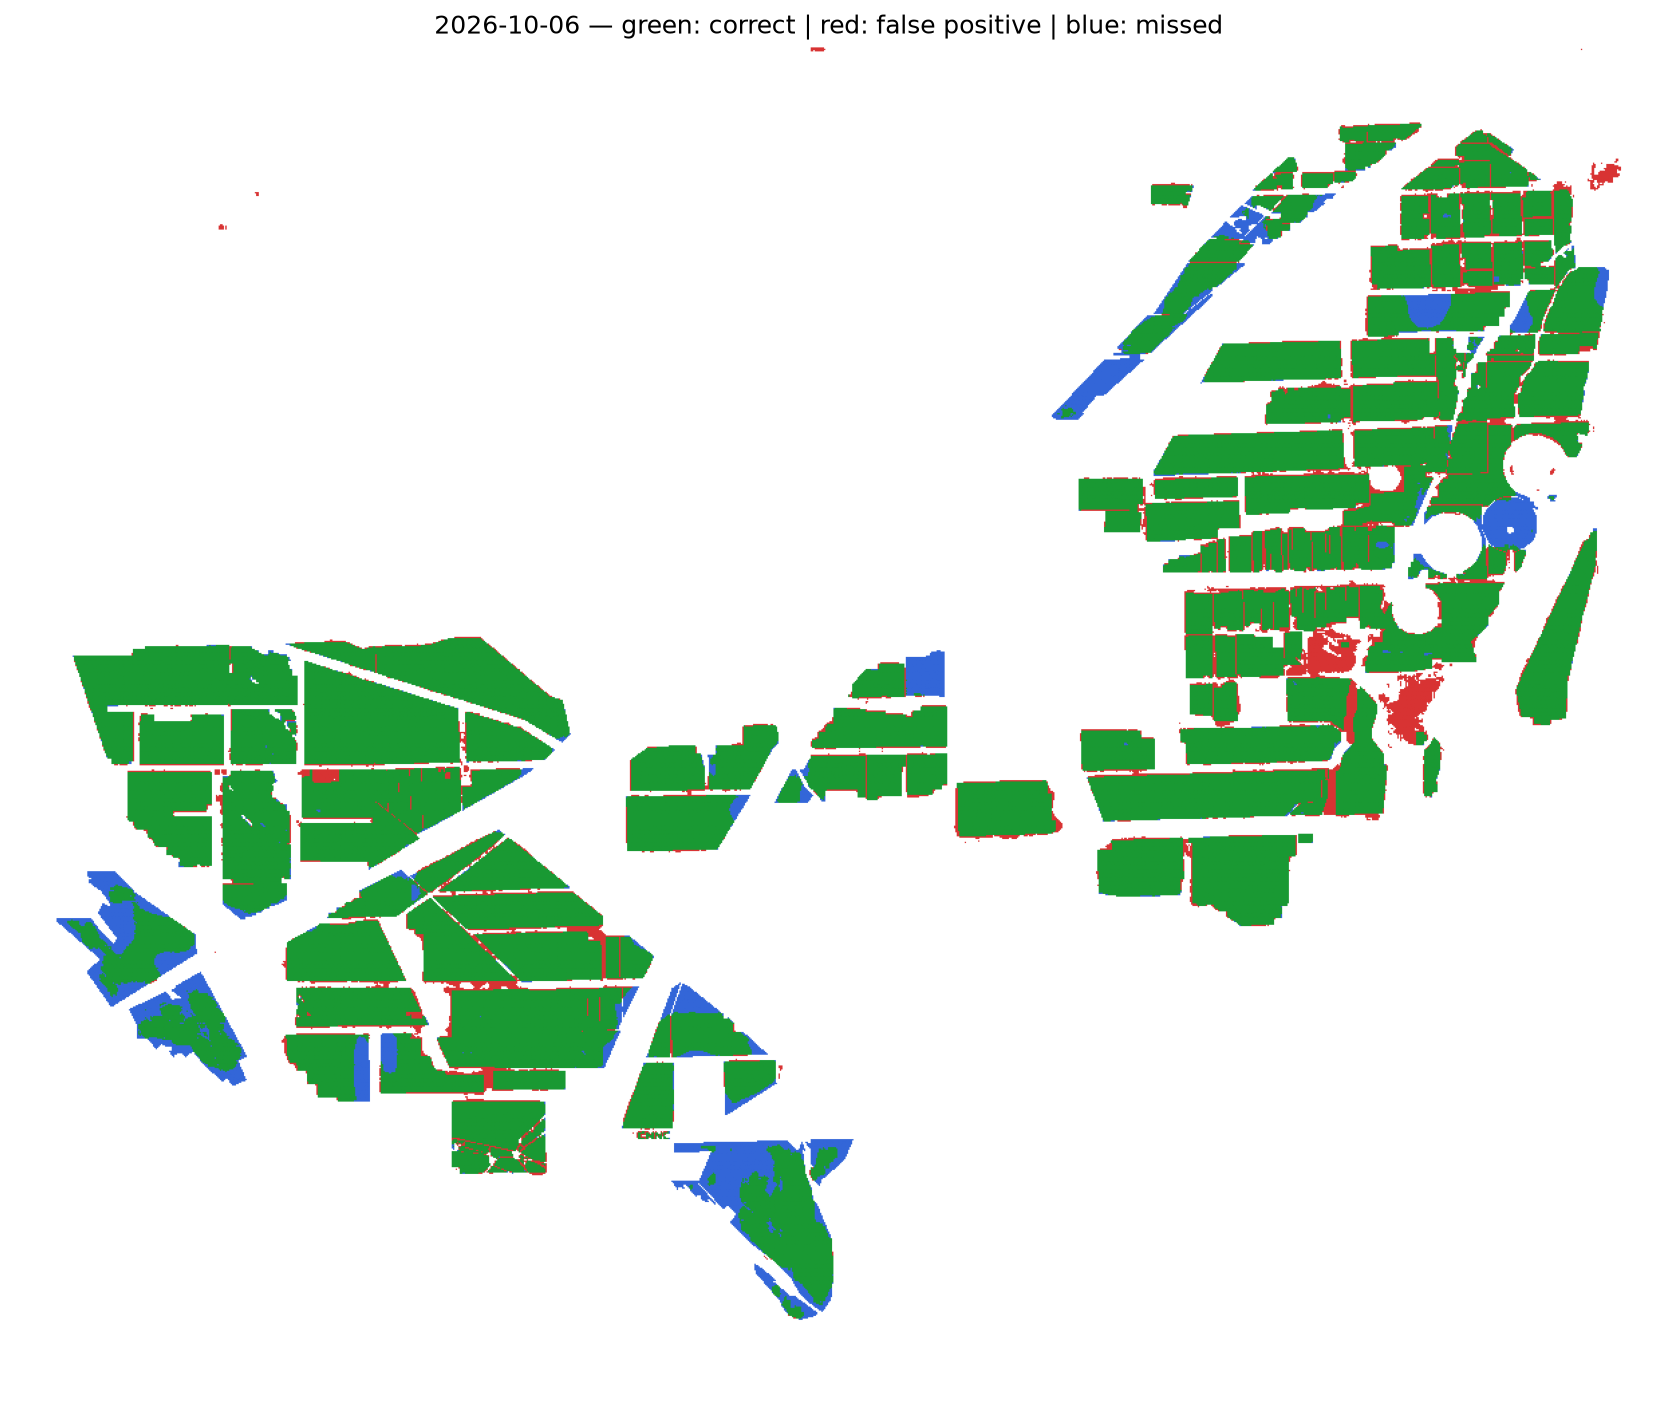 2026-10-06 — green: correct | red: false positive | blue: missed